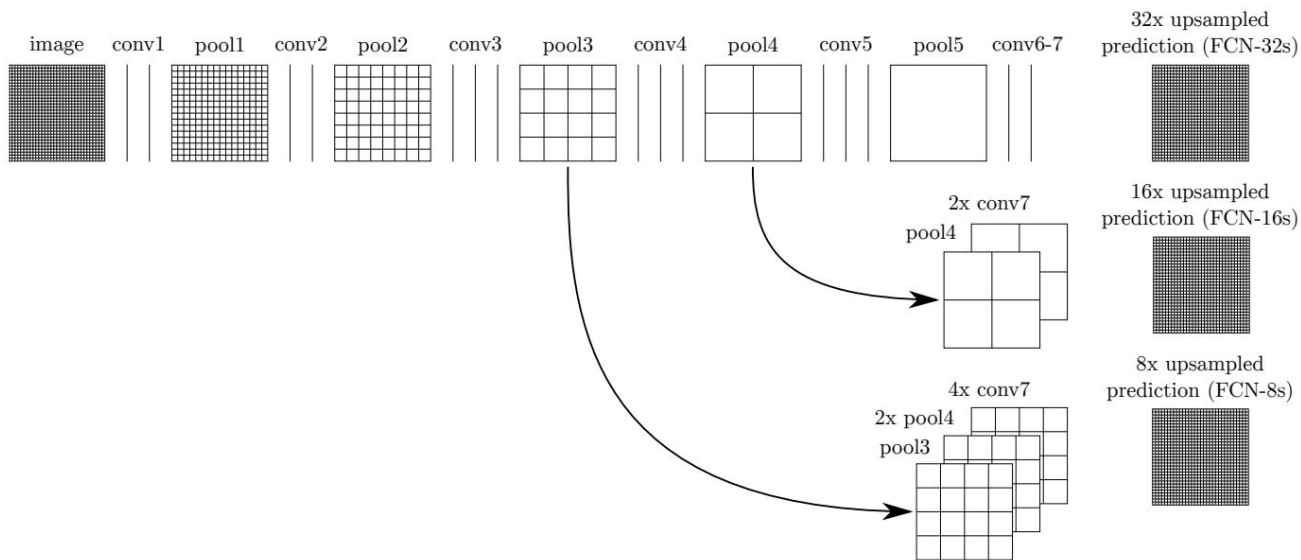 image conv1 pool1 conv2 pool2 conv3 pool3 conv4 pool4 conv5 pool5 conv6-7
32x upsampled
prediction (FCN-32s)
16x upsampled
prediction (FCN-16s)
2x conv7
pool4
8x upsampled
prediction (FCN-8s)
4x conv7
2x pool4
pool3